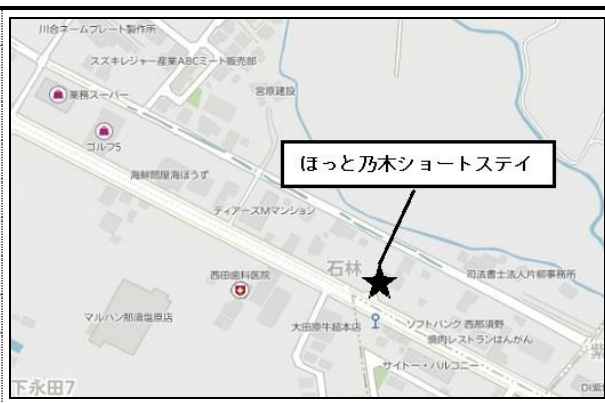 川合ネームプレート製作所
スズキレジャー産業ABCミート販売部
業務スーパー
宮原建設
ゴルフ5
ほっと乃木ショートステイ
海鮮問屋海ほうず
ディアーズMマンション
石林
西田歯科医院
司法書士法人片柳事務所
マルハン那須塩原店
大田原牛超本店
ソフトバンク 西那須野
焼肉レストランはんがん
サイトー・バルコニー
下永田7